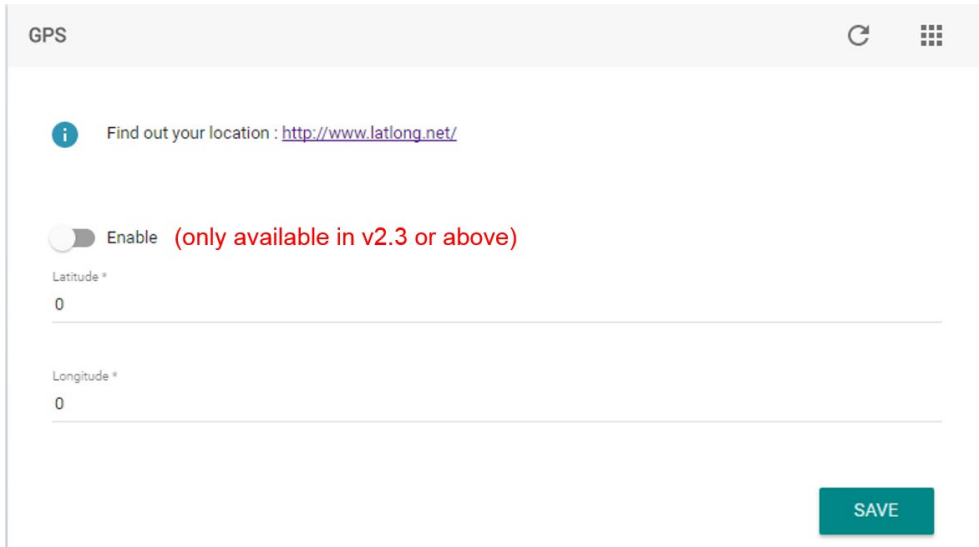 GPS
Find out your location : http://www.latlong.net/
Enable (only available in v2.3 or above)
Latitude *
0
Longitude *
0
SAVE